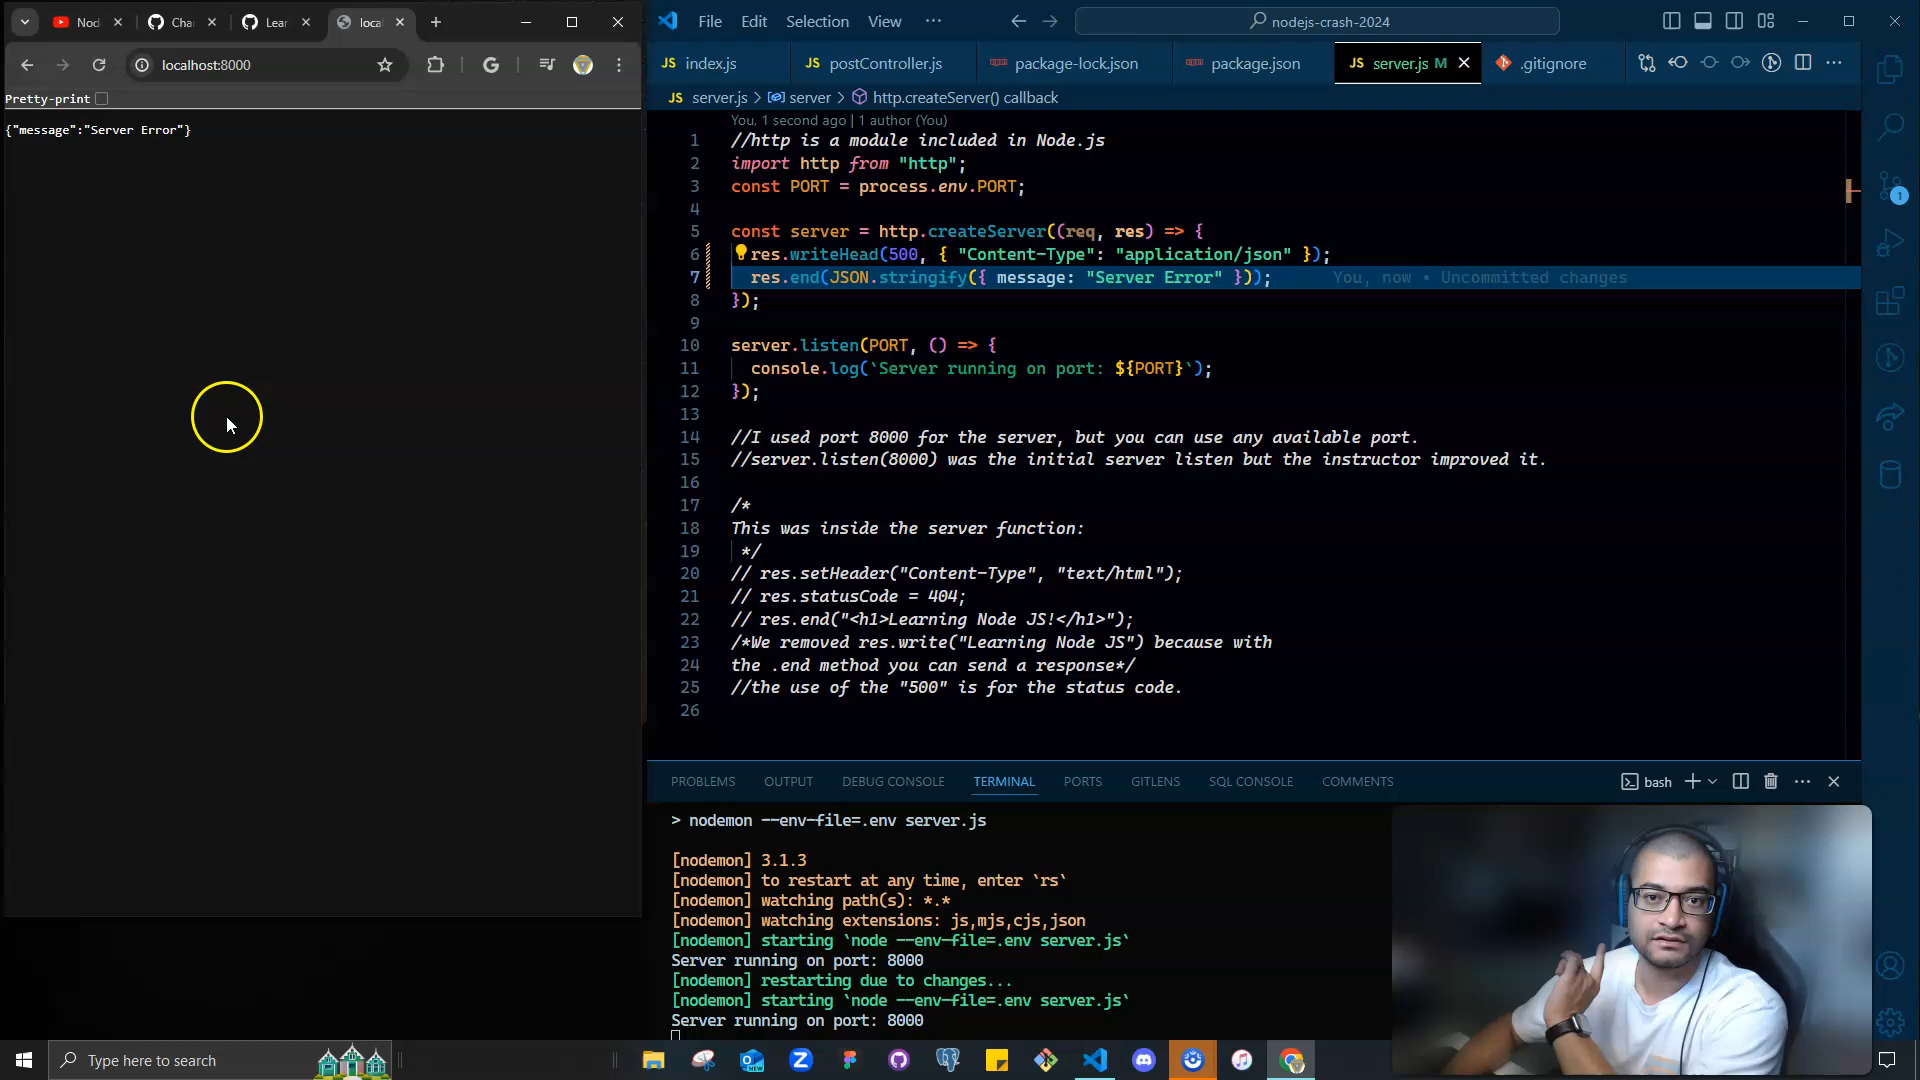 Nod
Cha
Lear
loca
localhost:8000
Pretty-print
{"message":"Server Error"}
File Edit Selection View ···
nodejs-crash-2024
JS index.js
JS postController.js
package-lock.json
package.json
JS server.js M
.gitignore
JS server.js > server > http.createServer() callback
You, 1 second ago | 1 author (You)
1 //http is a module included in Node.js
2 import http from "http";
3 const PORT = process.env.PORT;
4
5 const server = http.createServer((req, res) => {
6 res.writeHead(500, { "Content-Type": "application/json" });
7 res.end(JSON.stringify({ message: "Server Error" })); You, now • Uncommitted changes
8 });
9
10 server.listen(PORT, () => {
11 console.log(`Server running on port: ${PORT}`);
12 });
13
14 //I used port 8000 for the server, but you can use any available port.
15 //server.listen(8000) was the initial server listen but the instructor improved it.
16
17 /*
18 This was inside the server function:
19 */
20 // res.setHeader("Content-Type", "text/html");
21 // res.statusCode = 404;
22 // res.end("<h1>Learning Node JS!</h1>");
23 /*We removed res.write("Learning Node JS") because with
24 the .end method you can send a response*/
25 //the use of the "500" is for the status code.
26
1
PROBLEMS OUTPUT DEBUG CONSOLE TERMINAL PORTS GITLENS SQL CONSOLE COMMENTS
bash
> nodemon --env-file=.env server.js
[nodemon] 3.1.3
[nodemon] to restart at any time, enter `rs`
[nodemon] watching path(s): *.*
[nodemon] watching extensions: js,mjs,cjs,json
[nodemon] starting `node --env-file=.env server.js`
Server running on port: 8000
[nodemon] restarting due to changes...
[nodemon] starting `node --env-file=.env server.js`
Server running on port: 8000
Type here to search
NEW